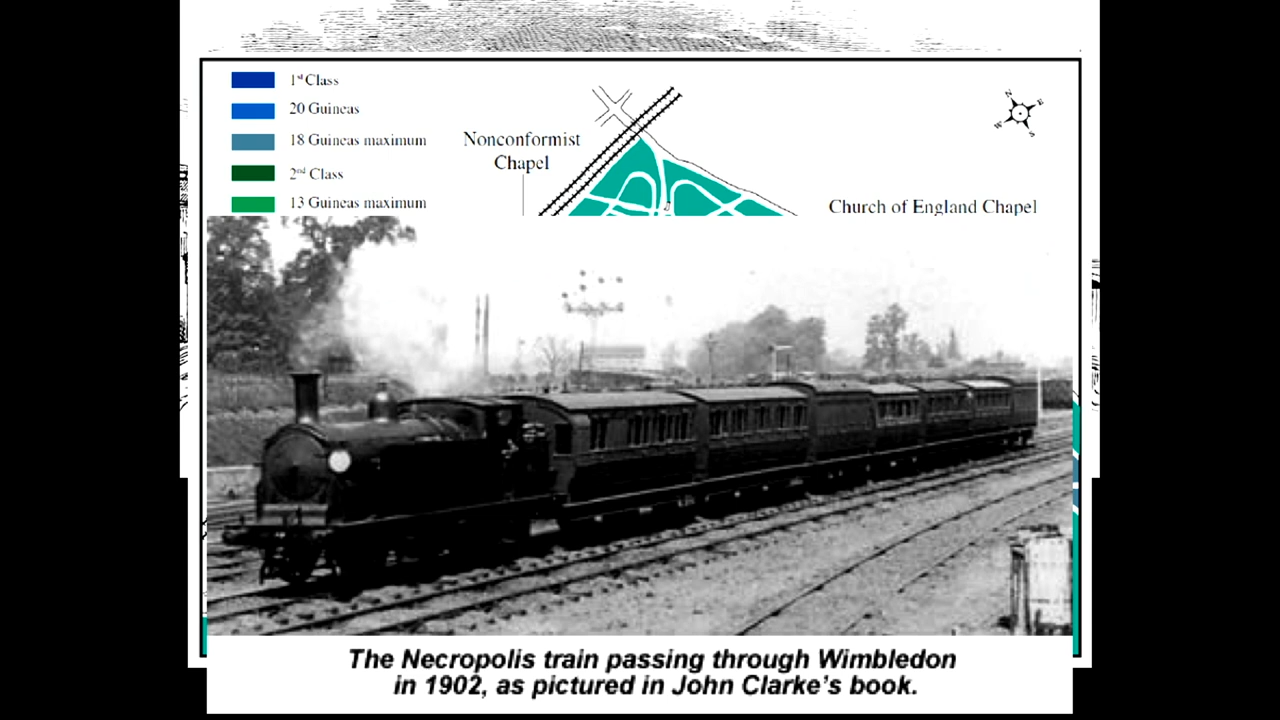 1st Class
20 Guineas
18 Guineas maximum
2nd Class
13 Guineas maximum
Nonconformist
Chapel
N
E
W
S
Church of England Chapel
The Necropolis train passing through Wimbledon
in 1902, as pictured in John Clarke's book.